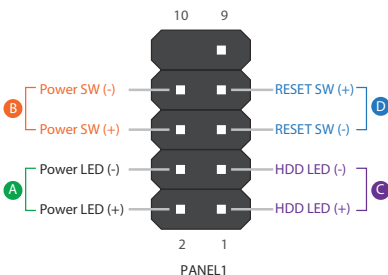 10 9
Power SW (-) RESET SW (+)
B D
Power SW (+) RESET SW (-)
Power LED (-) HDD LED (-)
A C
Power LED (+) HDD LED (+)
2 1
PANEL1